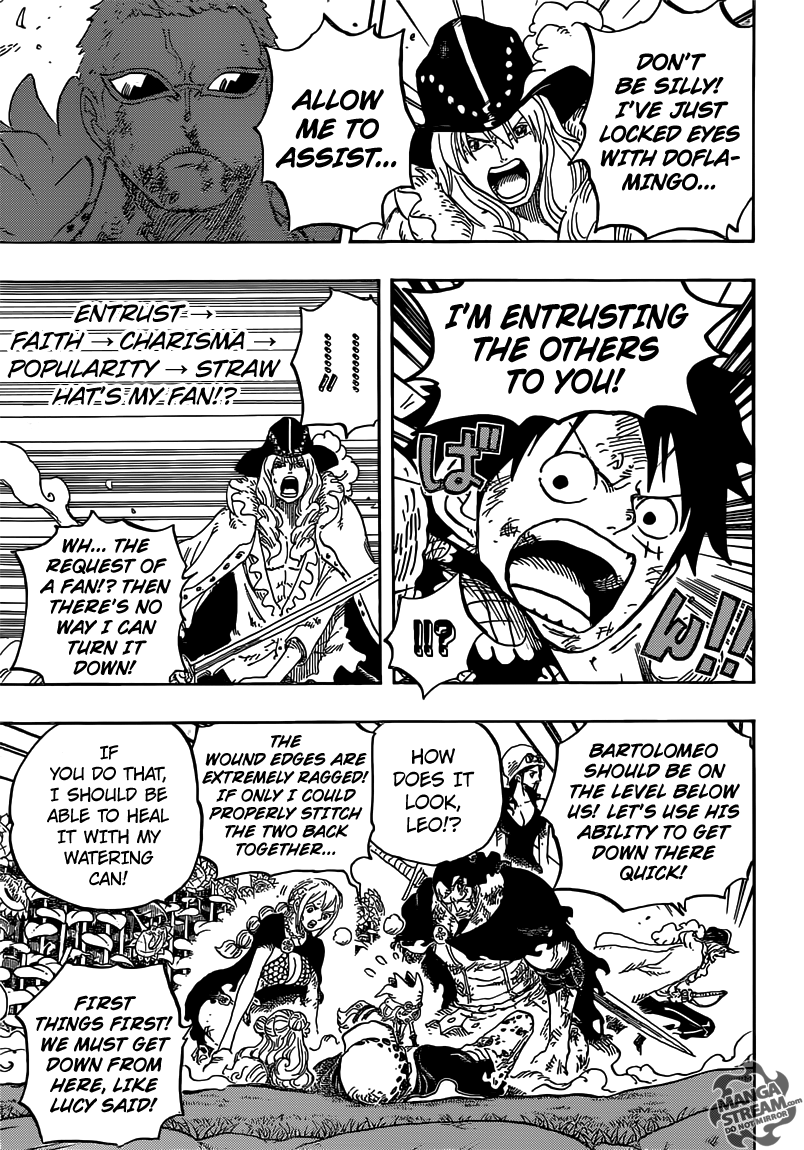 DON'T
BE SILLY!
I'VE JUST
LOCKED EYES
WITH DOFLA-
MINGO...
ALLOW
ME TO
ASSIST...
I'M ENTRUSTING
THE OTHERS
TO YOU!
ばん!!
!!?
.......!!
ENTRUST →
FAITH → CHARISMA →
POPULARITY → STRAW
HAT'S MY FAN!?
WH... THE
REQUEST OF
A FAN!? THEN
THERE'S NO
WAY I CAN
TURN IT
DOWN!
BARTOLOMEO
SHOULD BE ON
THE LEVEL BELOW
US! LET'S USE HIS
ABILITY TO GET
DOWN THERE
QUICK!
HOW
DOES IT
LOOK,
LEO!?
THE
WOUND EDGES ARE
EXTREMELY RAGGED!
IF ONLY I COULD
PROPERLY STITCH
THE TWO BACK
TOGETHER...
IF
YOU DO THAT,
I SHOULD BE
ABLE TO HEAL
IT WITH MY
WATERING
CAN!
FIRST
THINGS FIRST!
WE MUST GET
DOWN FROM
HERE, LIKE
LUCY SAID!
MANGA
STREAM.com
DO NOT MIRROR